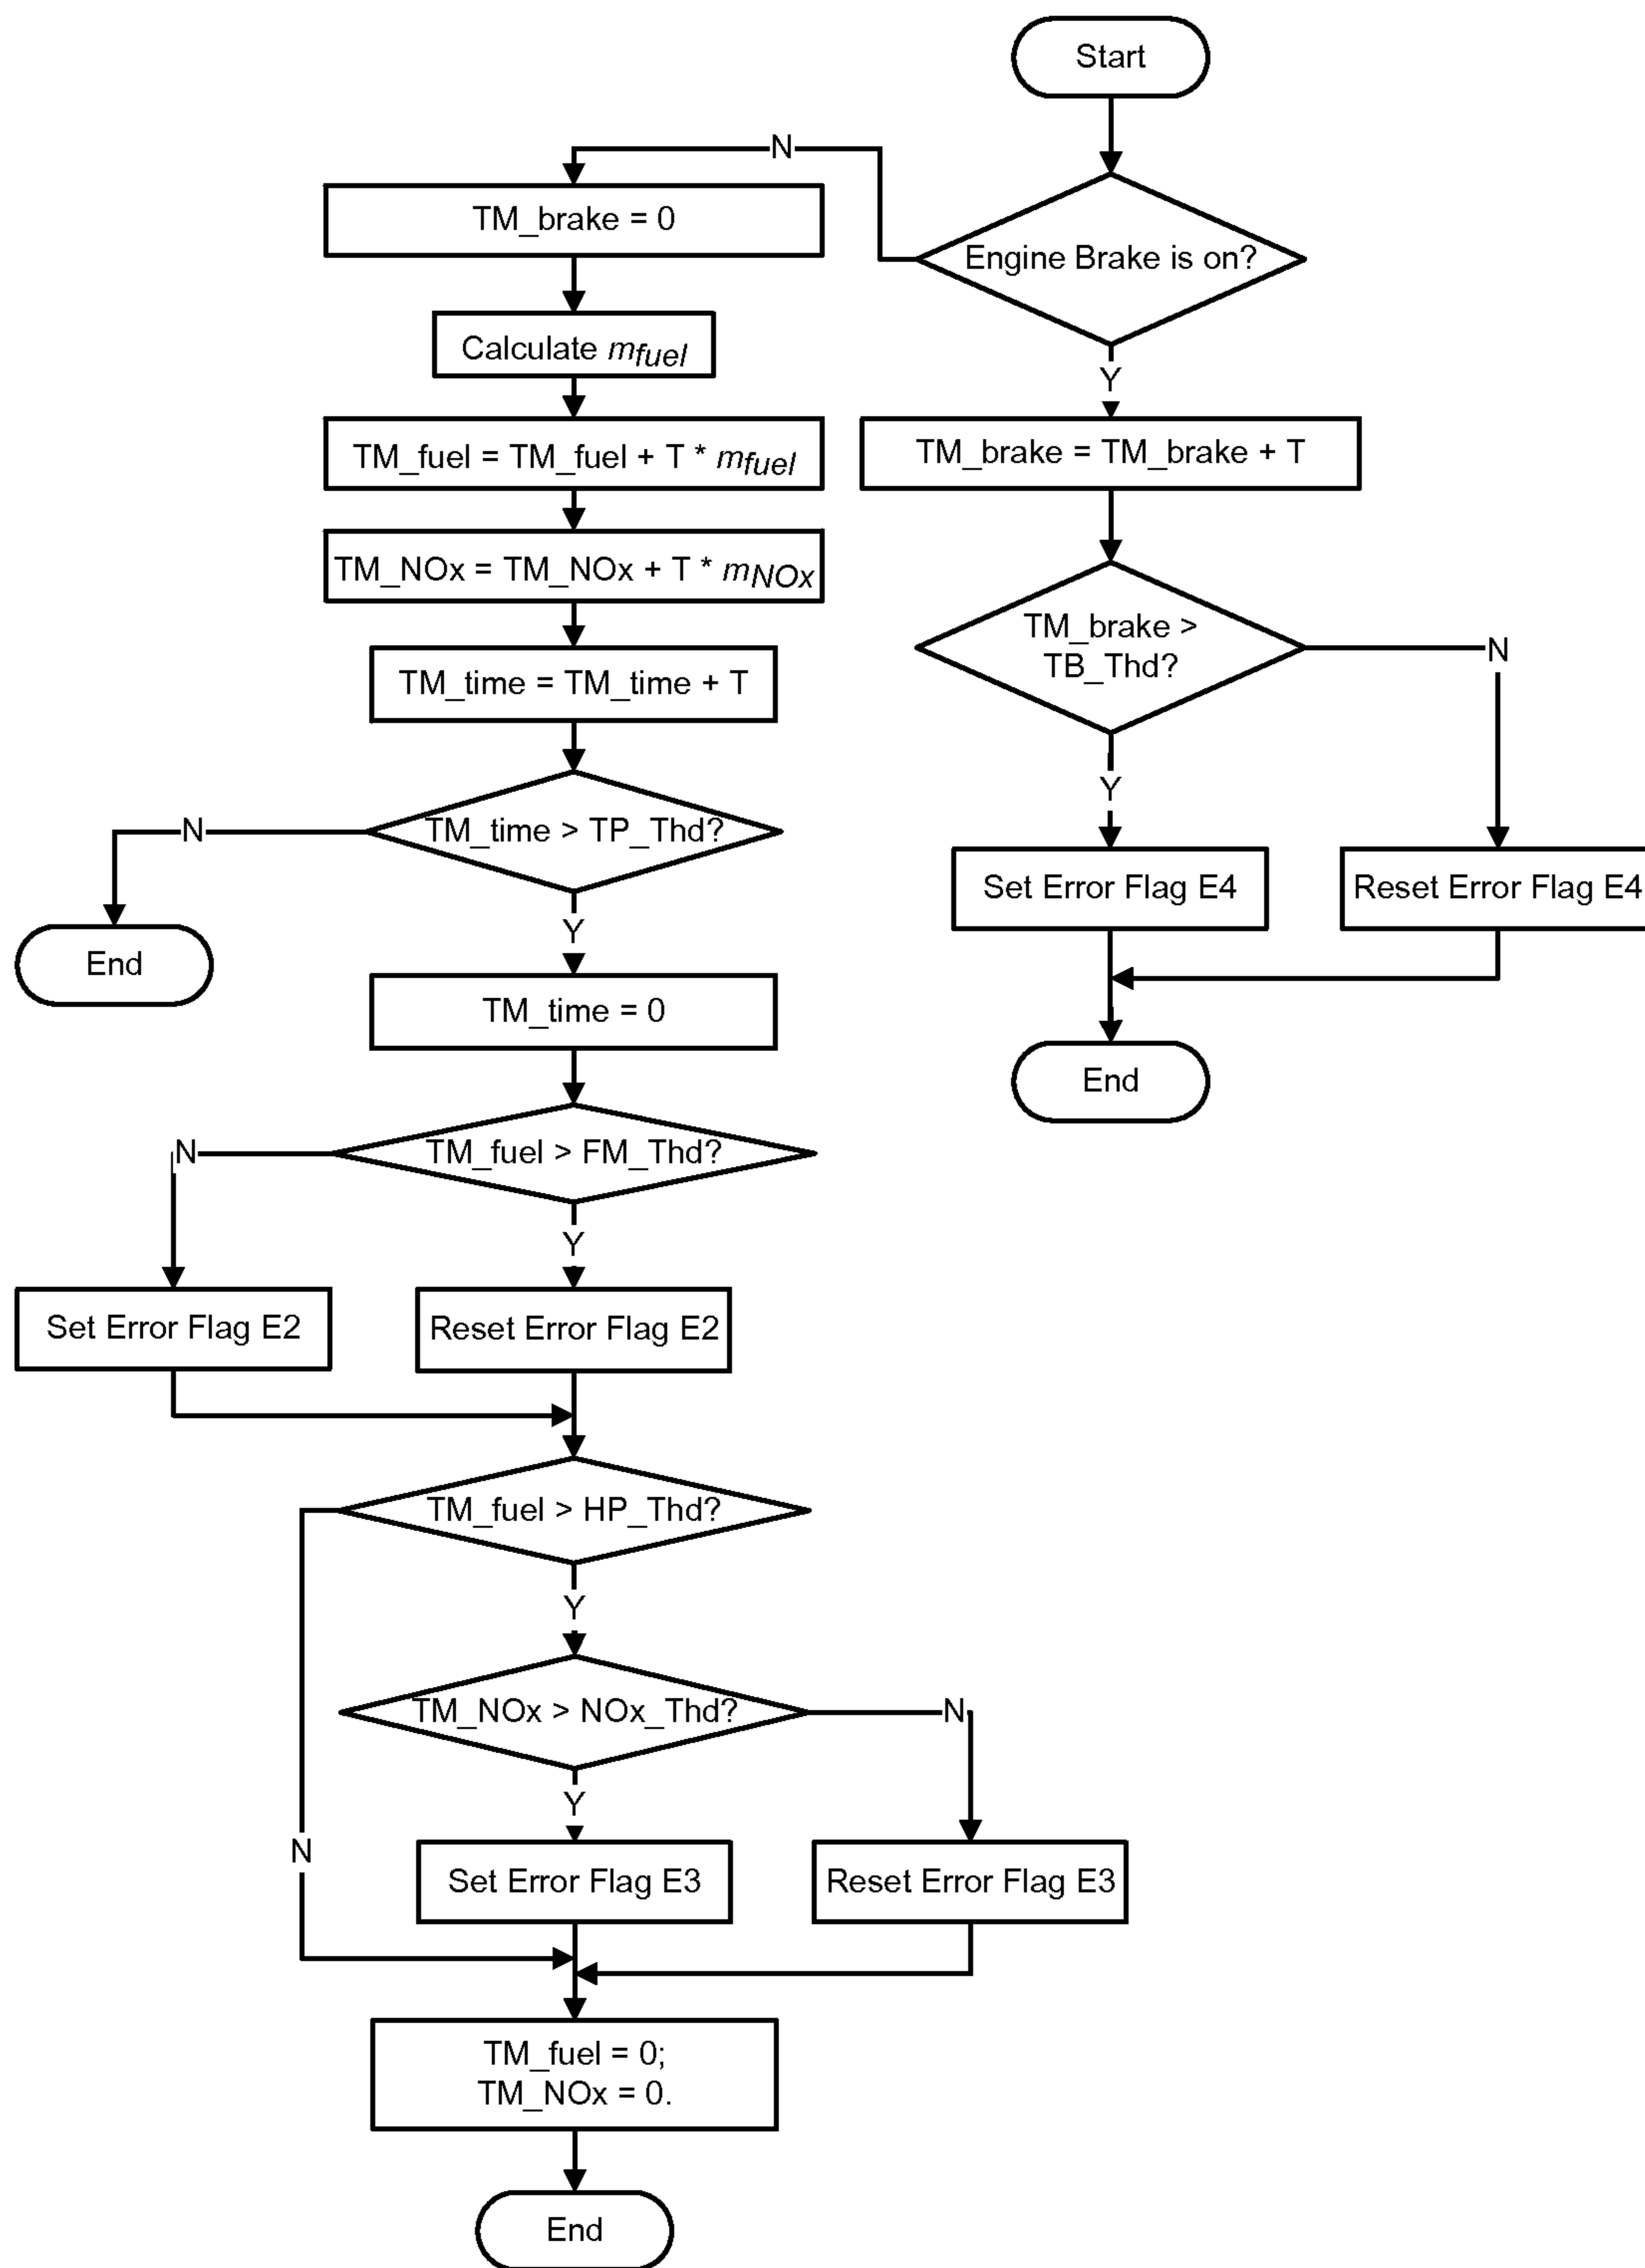 Start
N
TM_brake = 0
Engine Brake is on?
Calculate mfuel
Y
TM_fuel = TM_fuel + T * mfuel
TM_brake = TM_brake + T
TM_NOx = TM_NOx + T * mNOx
TM_brake >
TB_Thd?
N
TM_time = TM_time + T
Y
TM_time > TP_Thd?
N
Set Error Flag E4
Reset Error Flag E4
Y
End
TM_time = 0
End
TM_fuel > FM_Thd?
N
Y
Set Error Flag E2
Reset Error Flag E2
TM_fuel > HP_Thd?
Y
TM_NOx > NOx_Thd?
N
Y
N
Set Error Flag E3
Reset Error Flag E3
TM_fuel = 0;
TM_NOx = 0.
End